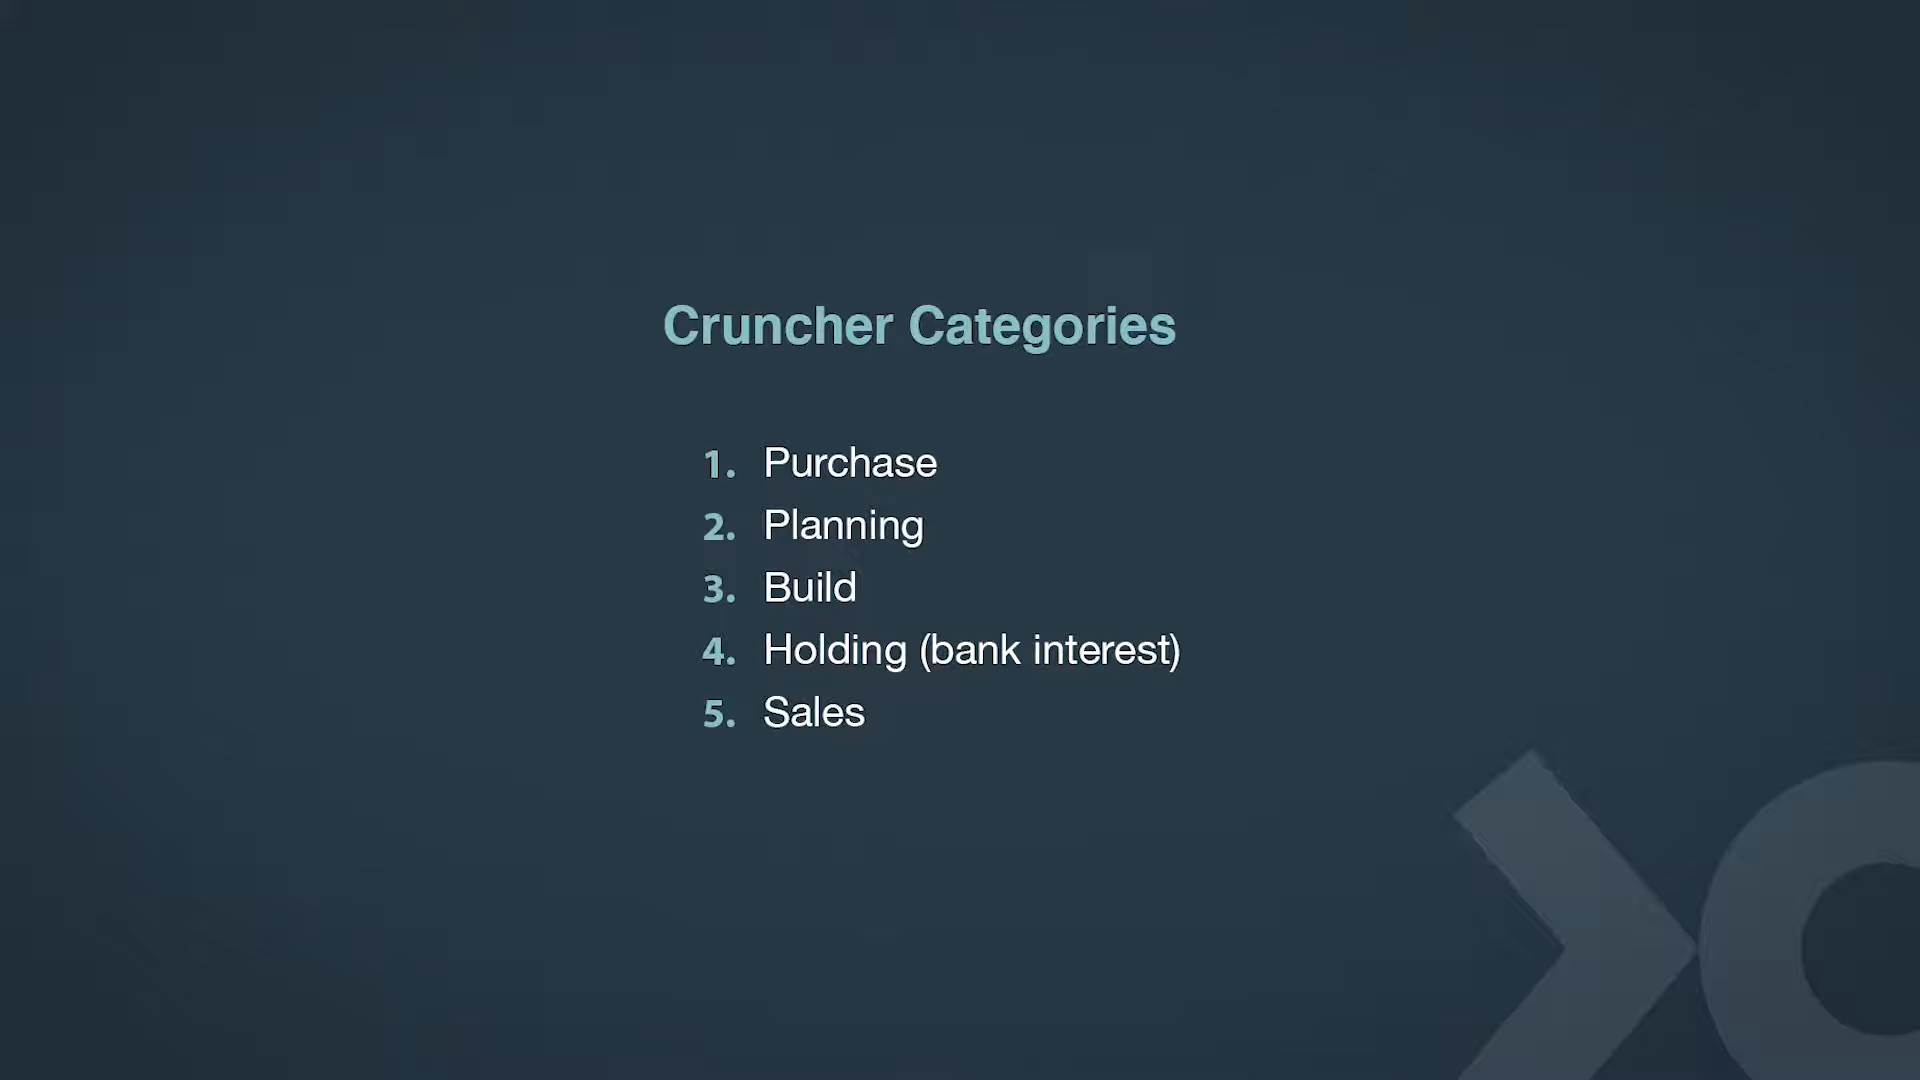 Cruncher Categories
1. Purchase
2. Planning
3. Build
4. Holding (bank interest)
5. Sales